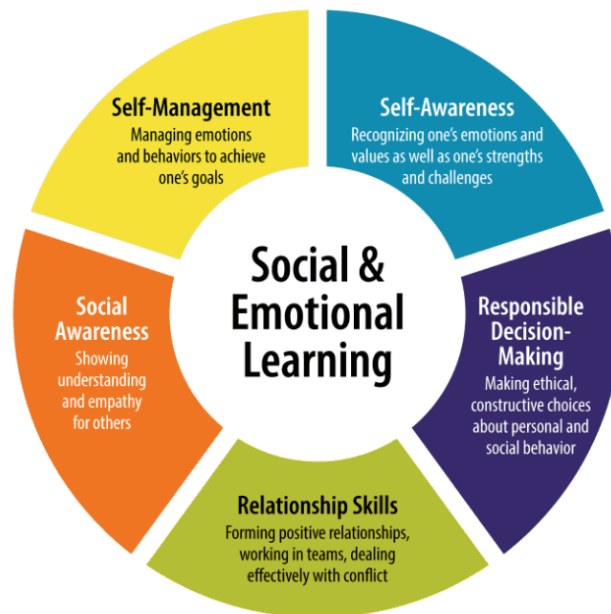 Self-Management
Managing emotions
and behaviors to achieve
one's goals
Self-Awareness
Recognizing one's emotions and
values as well as one's strengths
and challenges
Social &
Emotional
Learning
Social
Awareness
Showing
understanding
and empathy
for others
Responsible
Decision-
Making
Making ethical,
constructive choices
about personal and
social behavior
Relationship Skills
Forming positive relationships,
working in teams, dealing
effectively with conflict